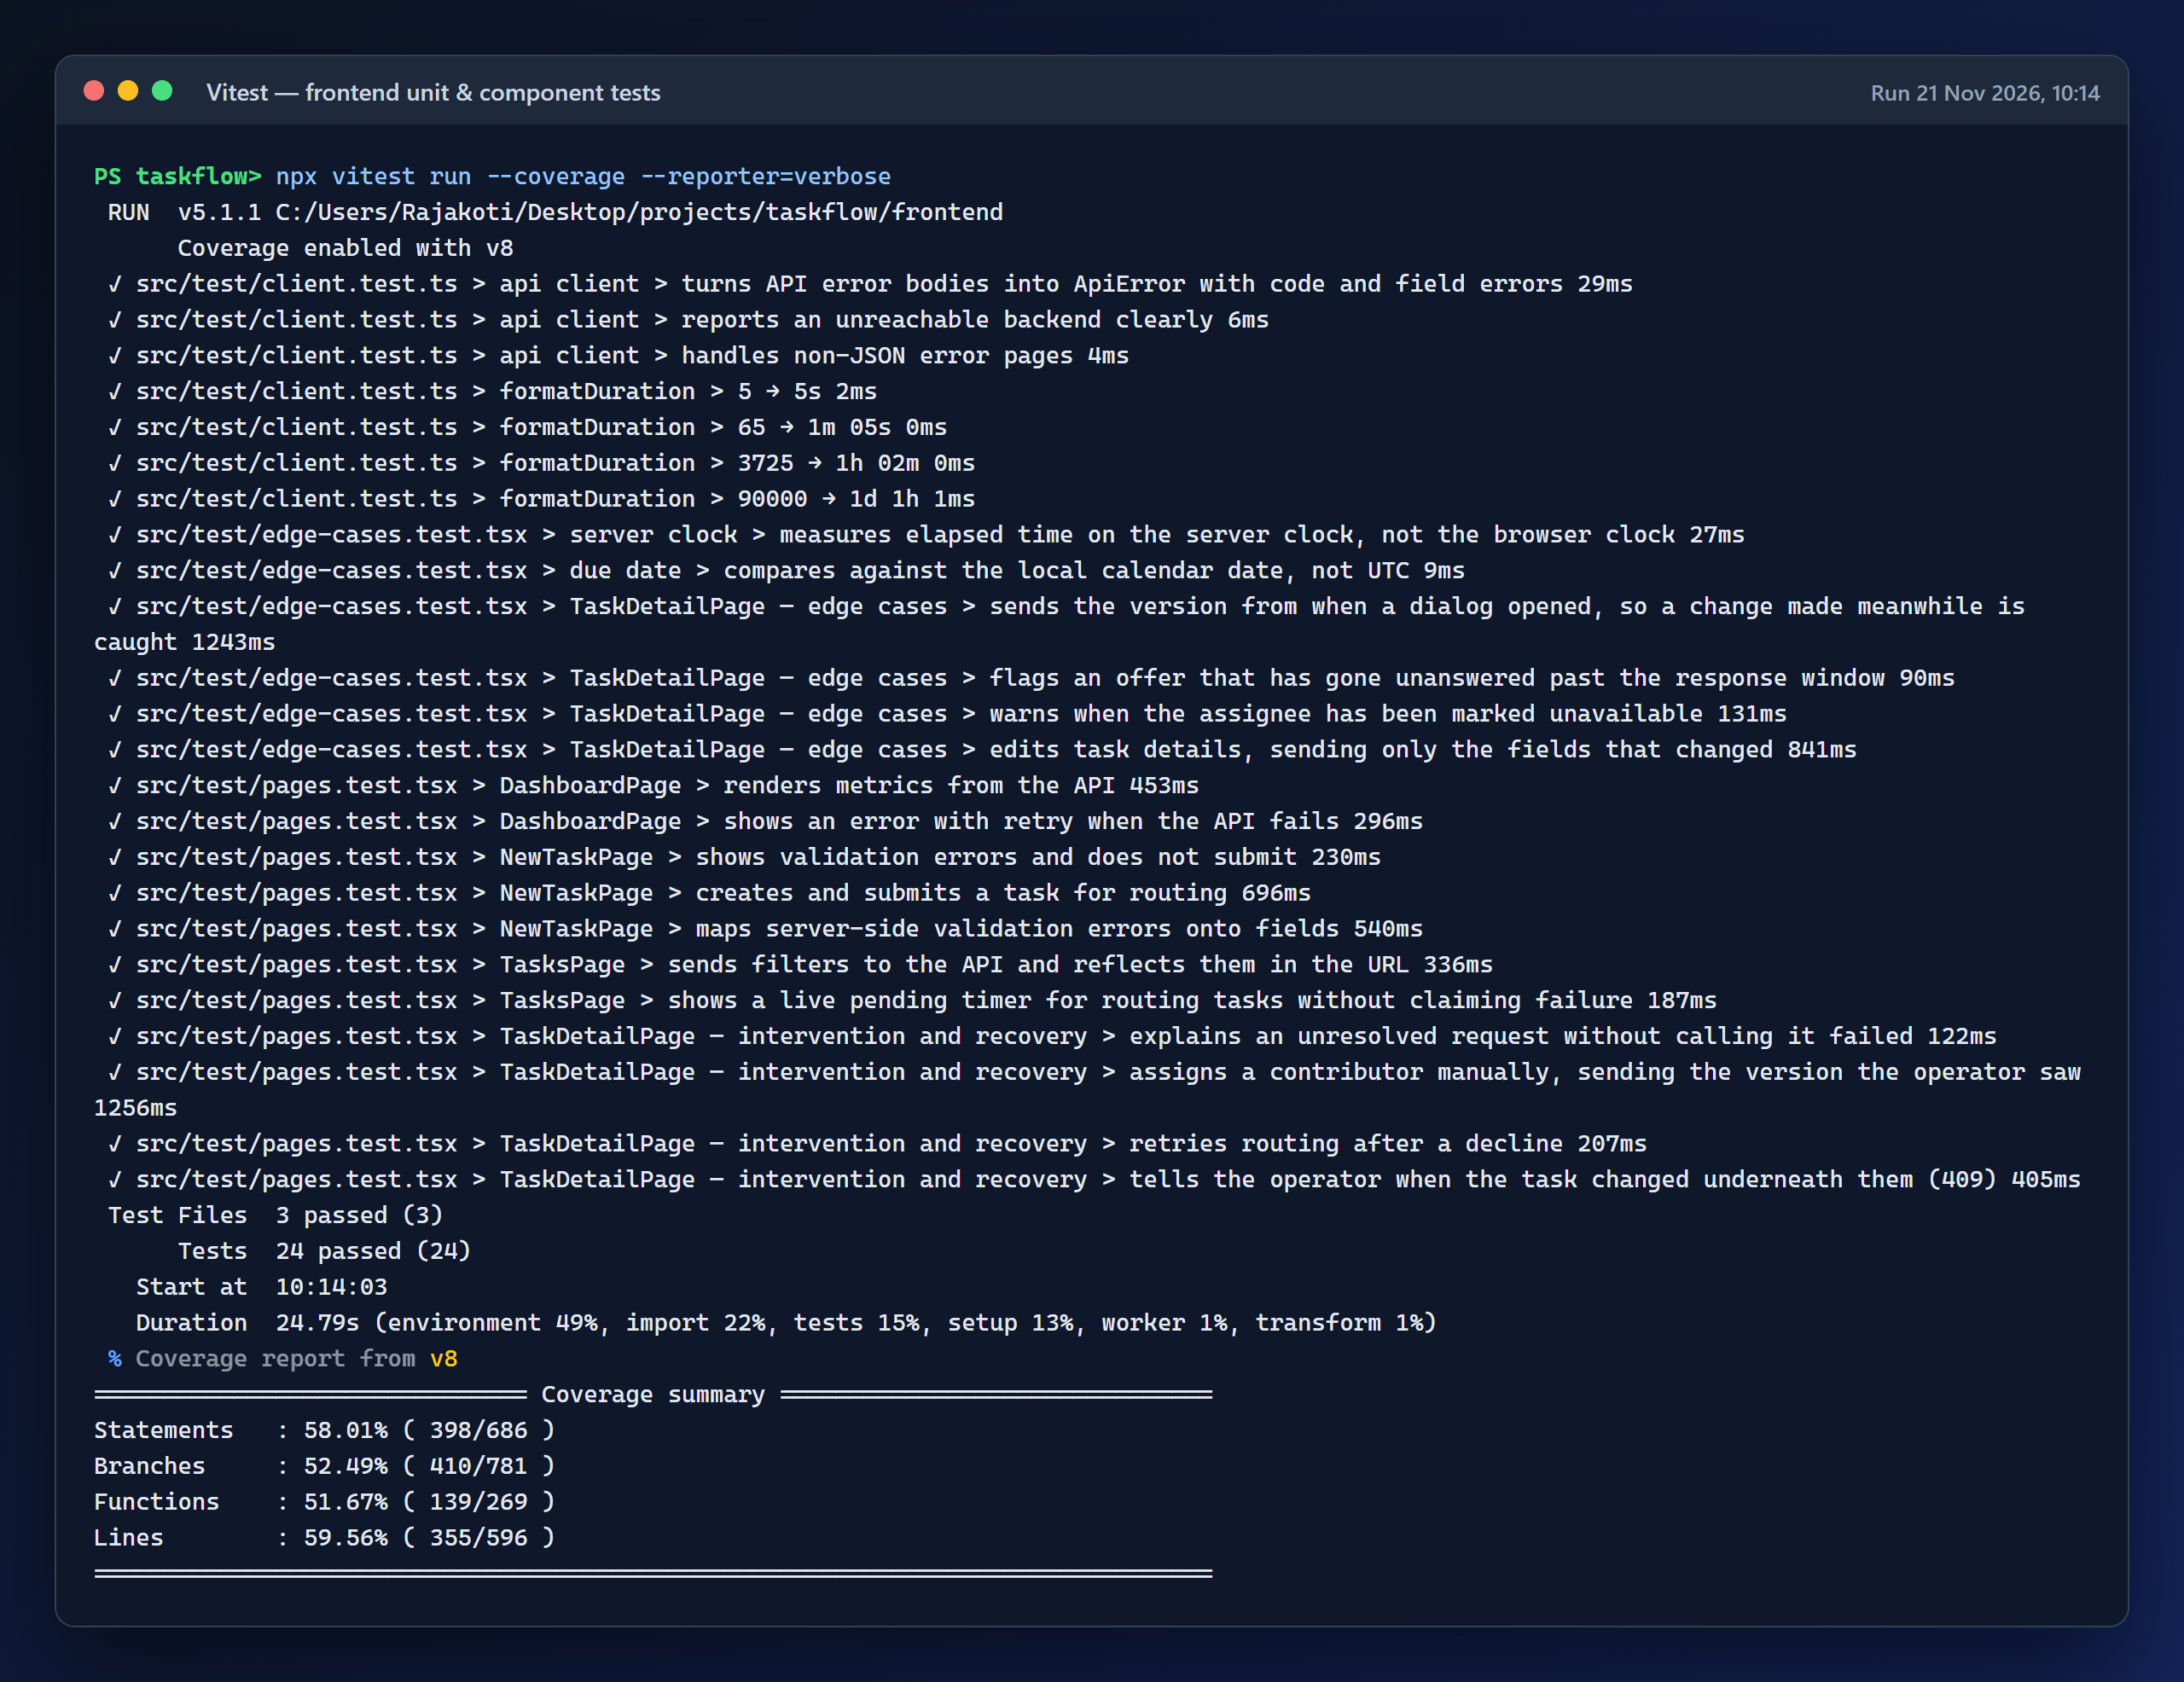 Vitest — frontend unit & component tests
Run 21 Nov 2026, 10:14
PS taskflow> npx vitest run --coverage --reporter=verbose
RUN  v5.1.1 C:/Users/Rajakoti/Desktop/projects/taskflow/frontend
Coverage enabled with v8
✓ src/test/client.test.ts > api client > turns API error bodies into ApiError with code and field errors 29ms
✓ src/test/client.test.ts > api client > reports an unreachable backend clearly 6ms
✓ src/test/client.test.ts > api client > handles non-JSON error pages 4ms
✓ src/test/client.test.ts > formatDuration > 5 → 5s 2ms
✓ src/test/client.test.ts > formatDuration > 65 → 1m 05s 0ms
✓ src/test/client.test.ts > formatDuration > 3725 → 1h 02m 0ms
✓ src/test/client.test.ts > formatDuration > 90000 → 1d 1h 1ms
✓ src/test/edge-cases.test.tsx > server clock > measures elapsed time on the server clock, not the browser clock 27ms
✓ src/test/edge-cases.test.tsx > due date > compares against the local calendar date, not UTC 9ms
✓ src/test/edge-cases.test.tsx > TaskDetailPage — edge cases > sends the version from when a dialog opened, so a change made meanwhile is
caught 1243ms
✓ src/test/edge-cases.test.tsx > TaskDetailPage — edge cases > flags an offer that has gone unanswered past the response window 90ms
✓ src/test/edge-cases.test.tsx > TaskDetailPage — edge cases > warns when the assignee has been marked unavailable 131ms
✓ src/test/edge-cases.test.tsx > TaskDetailPage — edge cases > edits task details, sending only the fields that changed 841ms
✓ src/test/pages.test.tsx > DashboardPage > renders metrics from the API 453ms
✓ src/test/pages.test.tsx > DashboardPage > shows an error with retry when the API fails 296ms
✓ src/test/pages.test.tsx > NewTaskPage > shows validation errors and does not submit 230ms
✓ src/test/pages.test.tsx > NewTaskPage > creates and submits a task for routing 696ms
✓ src/test/pages.test.tsx > NewTaskPage > maps server-side validation errors onto fields 540ms
✓ src/test/pages.test.tsx > TasksPage > sends filters to the API and reflects them in the URL 336ms
✓ src/test/pages.test.tsx > TasksPage > shows a live pending timer for routing tasks without claiming failure 187ms
✓ src/test/pages.test.tsx > TaskDetailPage — intervention and recovery > explains an unresolved request without calling it failed 122ms
✓ src/test/pages.test.tsx > TaskDetailPage — intervention and recovery > assigns a contributor manually, sending the version the operator saw
1256ms
✓ src/test/pages.test.tsx > TaskDetailPage — intervention and recovery > retries routing after a decline 207ms
✓ src/test/pages.test.tsx > TaskDetailPage — intervention and recovery > tells the operator when the task changed underneath them (409) 405ms
Test Files  3 passed (3)
Tests  24 passed (24)
Start at  10:14:03
Duration  24.79s (environment 49%, import 22%, tests 15%, setup 13%, worker 1%, transform 1%)
% Coverage report from v8
=============================== Coverage summary ===============================
Statements   : 58.01% ( 398/686 )
Branches     : 52.49% ( 410/781 )
Functions    : 51.67% ( 139/269 )
Lines        : 59.56% ( 355/596 )
================================================================================